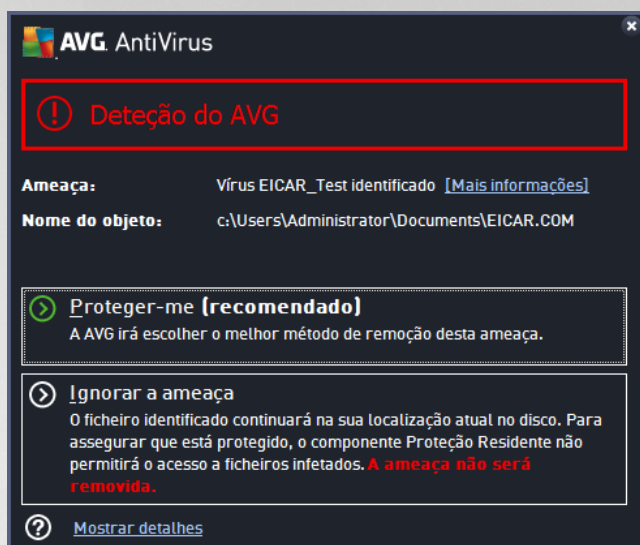 AVG. AntiVirus
Deteção do AVG
Ameaça: Vírus EICAR_Test identificado [Mais informações]
Nome do objeto: c:\Users\Administrator\Documents\EICAR.COM
Proteger-me (recomendado)
A AVG irá escolher o melhor método de remoção desta ameaça.
Ignorar a ameaça
O ficheiro identificado continuará na sua localização atual no disco. Para
assegurar que está protegido, o componente Proteção Residente não
permitirá o acesso a ficheiros infetados. A ameaça não será
removida.
Mostrar detalhes